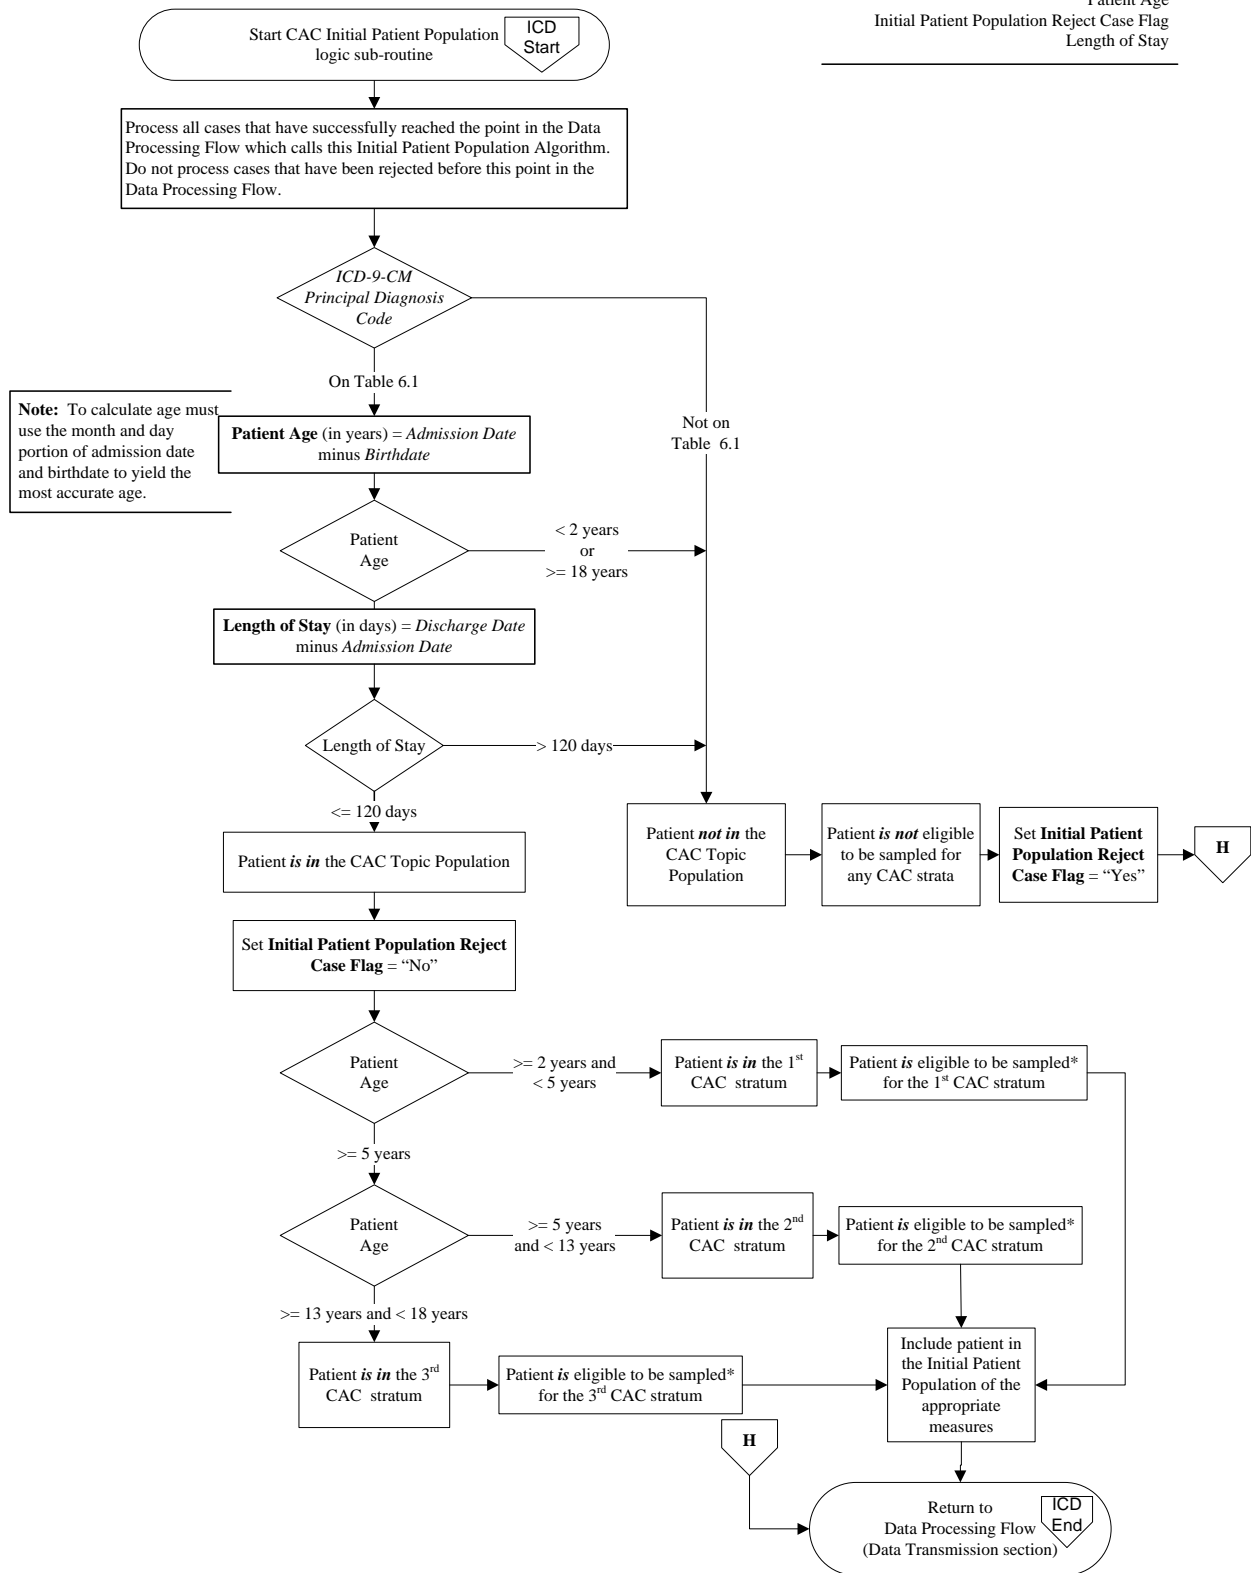 Patient Age
Initial Patient Population Reject Case Flag
Length of Stay
Start CAC Initial Patient Population
logic sub-routine
ICD
Start
Process all cases that have successfully reached the point in the Data
Processing Flow which calls this Initial Patient Population Algorithm.
Do not process cases that have been rejected before this point in the
Data Processing Flow.
ICD-9-CM
Principal Diagnosis
Code
On Table 6.1
Not on
Table 6.1
Note: To calculate age must
use the month and day
portion of admission date
and birthdate to yield the
most accurate age.
Patient Age (in years) = Admission Date
minus Birthdate
Patient
Age
< 2 years
or
>= 18 years
Length of Stay (in days) = Discharge Date
minus Admission Date
Length of Stay
> 120 days
<= 120 days
Patient is in the CAC Topic Population
Patient not in the
CAC Topic
Population
Patient is not eligible
to be sampled for
any CAC strata
Set Initial Patient
Population Reject
Case Flag = “Yes”
H
Set Initial Patient Population Reject
Case Flag = “No”
Patient
Age
>= 2 years and
< 5 years
Patient is in the 1st
CAC stratum
Patient is eligible to be sampled*
for the 1st CAC stratum
>= 5 years
Patient
Age
>= 5 years
and < 13 years
Patient is in the 2nd
CAC stratum
Patient is eligible to be sampled*
for the 2nd CAC stratum
>= 13 years and < 18 years
Patient is in the 3rd
CAC stratum
Patient is eligible to be sampled*
for the 3rd CAC stratum
Include patient in
the Initial Patient
Population of the
appropriate
measures
H
Return to
Data Processing Flow
(Data Transmission section)
ICD
End